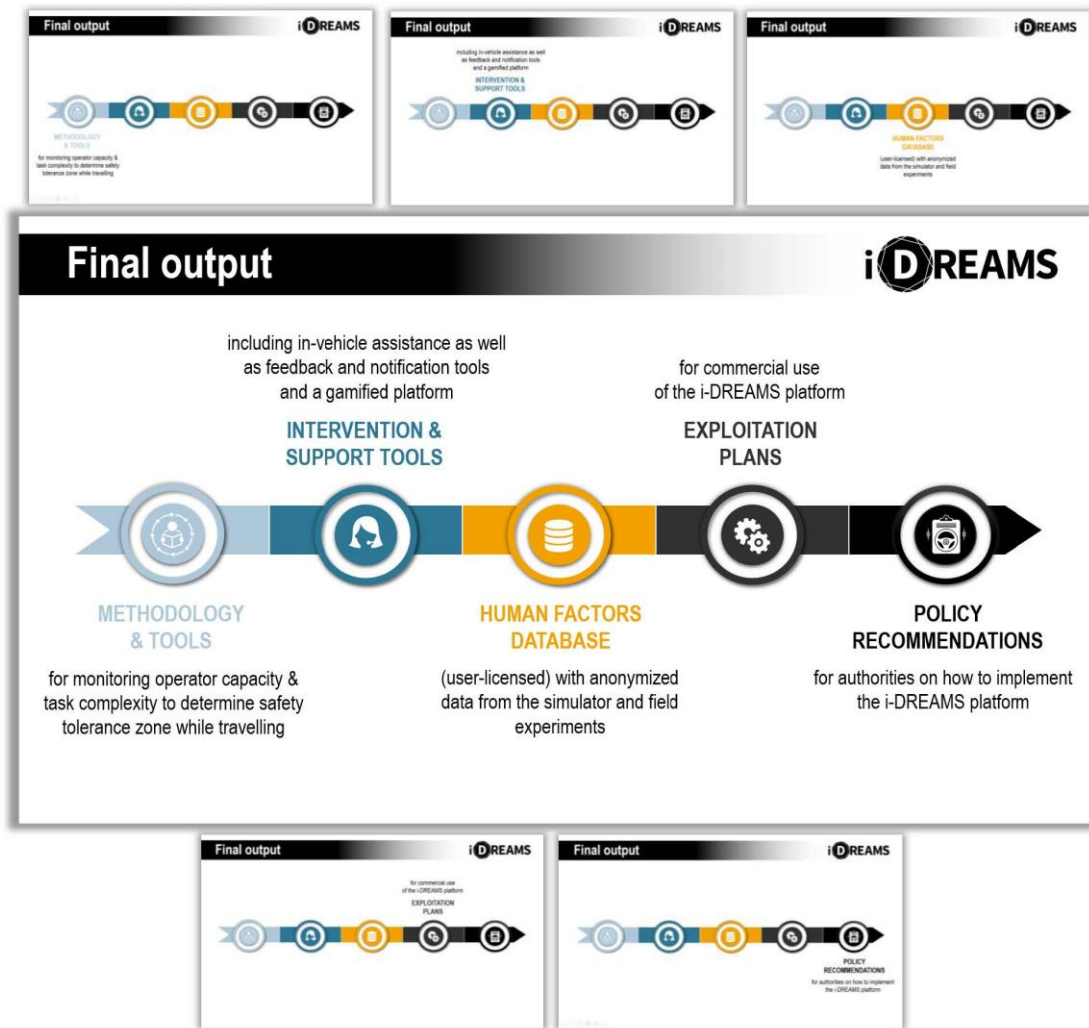 Final output
iDREAMS
METHODOLOGY
& TOOLS
for monitoring operator capacity &
task complexity to determine safety
tolerance zone while travelling
Final output
iDREAMS
including in-vehicle assistance as well
as feedback and notification tools
and a gamified platform
INTERVENTION &
SUPPORT TOOLS
Final output
iDREAMS
HUMAN FACTORS
DATABASE
(user-licensed) with anonymized
data from the simulator and field
experiments
Final output
iDREAMS
including in-vehicle assistance as well
as feedback and notification tools
and a gamified platform
INTERVENTION &
SUPPORT TOOLS
for commercial use
of the i-DREAMS platform
EXPLOITATION
PLANS
METHODOLOGY
& TOOLS
for monitoring operator capacity &
task complexity to determine safety
tolerance zone while travelling
HUMAN FACTORS
DATABASE
(user-licensed) with anonymized
data from the simulator and field
experiments
POLICY
RECOMMENDATIONS
for authorities on how to implement
the i-DREAMS platform
Final output
iDREAMS
for commercial use
of the i-DREAMS platform
EXPLOITATION
PLANS
Final output
iDREAMS
POLICY
RECOMMENDATIONS
for authorities on how to implement
the i-DREAMS platform